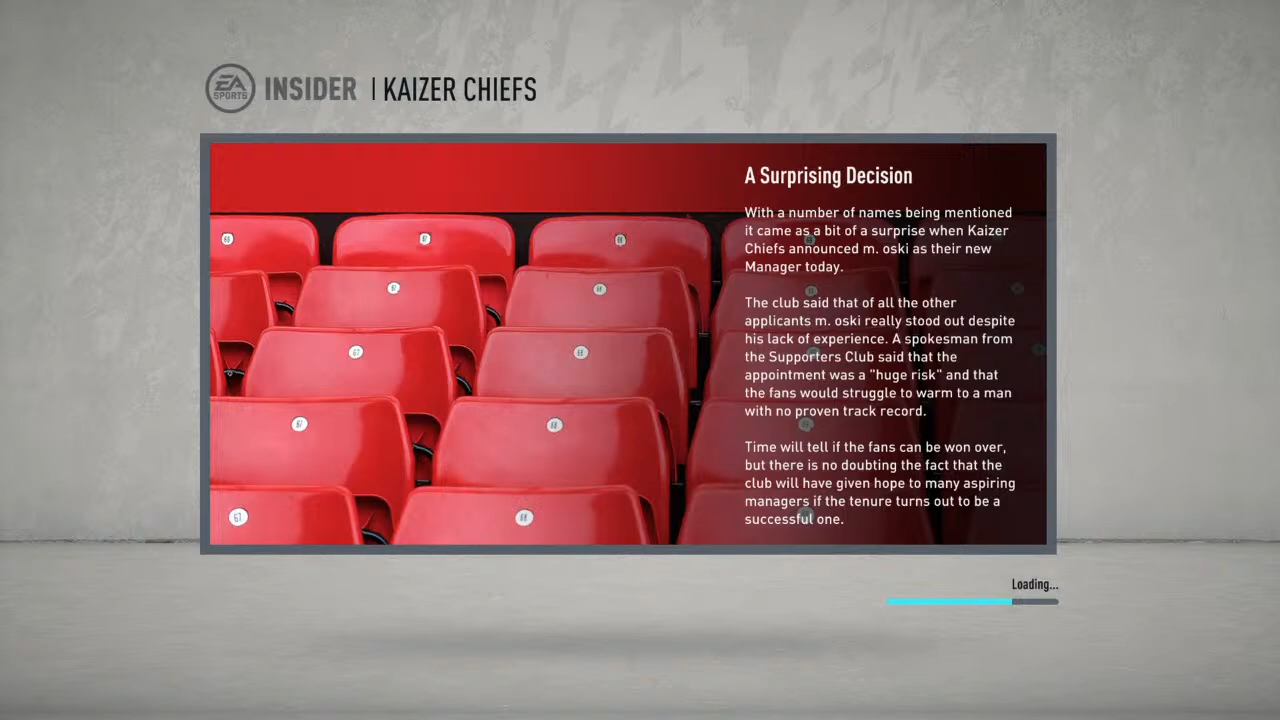 EA SPORTS INSIDER | KAIZER CHIEFS
A Surprising Decision
With a number of names being mentioned
it came as a bit of a surprise when Kaizer
Chiefs announced m. oski as their new
Manager today.
The club said that of all the other
applicants m. oski really stood out despite
his lack of experience. A spokesman from
the Supporters Club said that the
appointment was a "huge risk" and that
the fans would struggle to warm to a man
with no proven track record.
Time will tell if the fans can be won over,
but there is no doubting the fact that the
club will have given hope to many aspiring
managers if the tenure turns out to be a
successful one.
67
68
Loading...